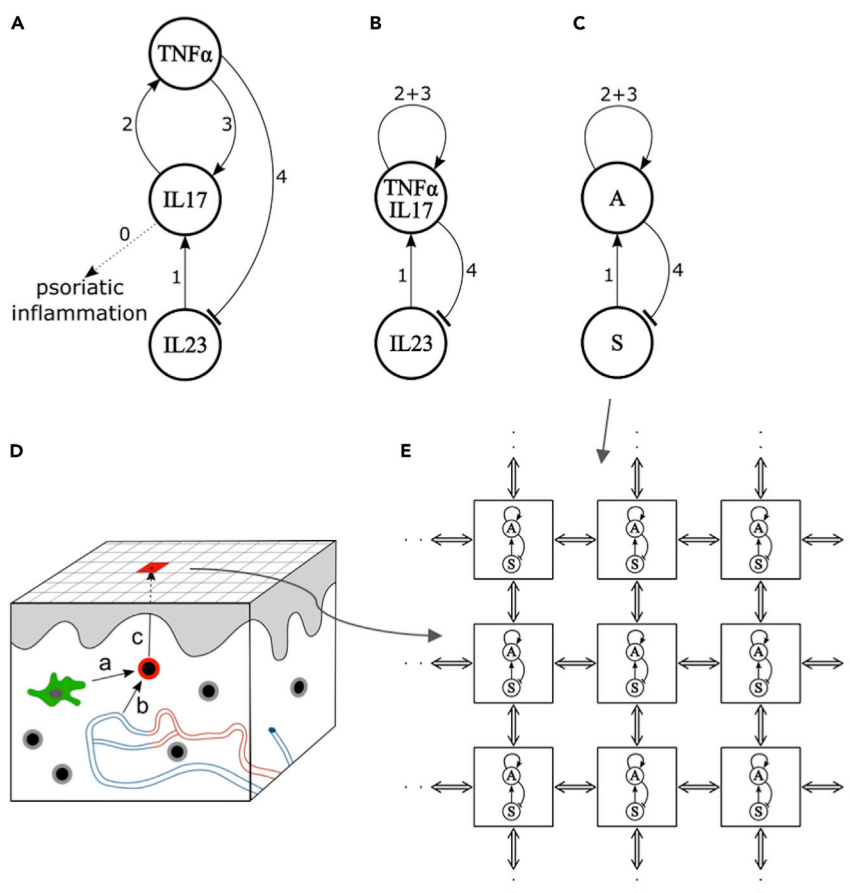 A
B
C
TNFα
2
3
4
IL17
0
1
psoriatic
inflammation
IL23
2+3
TNFα
IL17
1
4
IL23
2+3
A
1
4
S
D
E
c
a
b
A
S
A
S
A
S
A
S
A
S
A
S
A
S
A
S
A
S